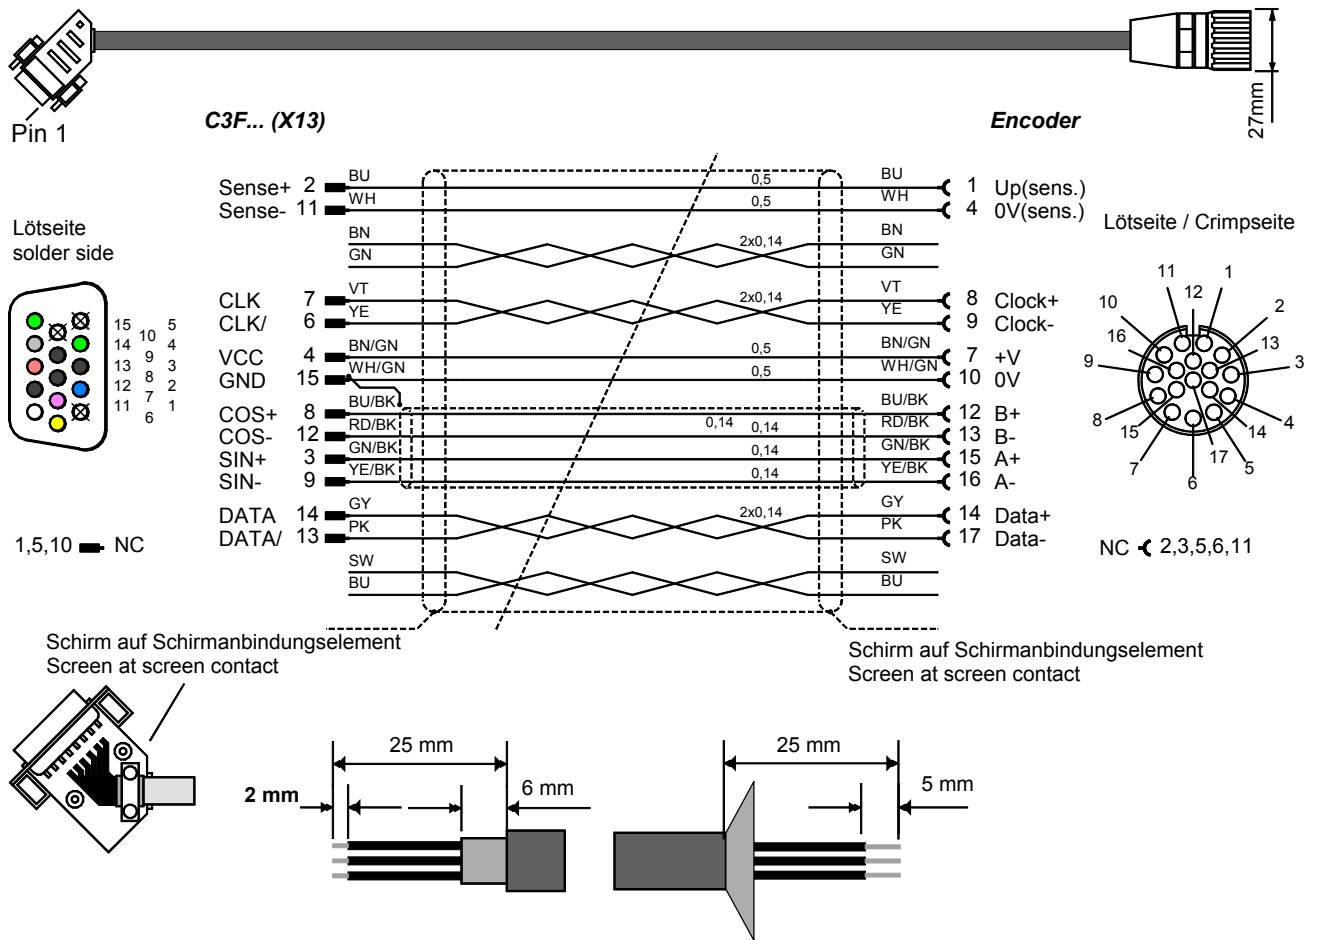 27mm
Pin 1
C3F... (X13)
Encoder
Sense+ 2 BU 0,5 BU 1 Up(sens.)
Sense- 11 WH 0,5 WH 4 0V(sens.)
BN 2x0,14 BN
GN GN
CLK 7 VT 2x0,14 VT 8 Clock+
CLK/ 6 YE YE 9 Clock-
VCC 4 BN/GN 0,5 BN/GN 7 +V
GND 15 WH/GN 0,5 WH/GN 10 0V
COS+ 8 BU/BK 0,14 0,14 BU/BK 12 B+
COS- 12 RD/BK RD/BK 13 B-
SIN+ 3 GN/BK 0,14 GN/BK 15 A+
SIN- 9 YE/BK 0,14 YE/BK 16 A-
DATA 14 GY 2x0,14 GY 14 Data+
DATA/ 13 PK PK 17 Data-
SW SW
BU BU
Lötseite
solder side
15 5
10
14 4
9
13 3
8
12 2
7
11 1
6
1,5,10 NC
Lötseite / Crimpseite
11 1
12
10 2
16 13
9 3
8 4
15 14
7 17 5
6
NC 2,3,5,6,11
Schirm auf Schirmanbindungselement
Screen at screen contact
Schirm auf Schirmanbindungselement
Screen at screen contact
25 mm
25 mm
2 mm
6 mm
5 mm